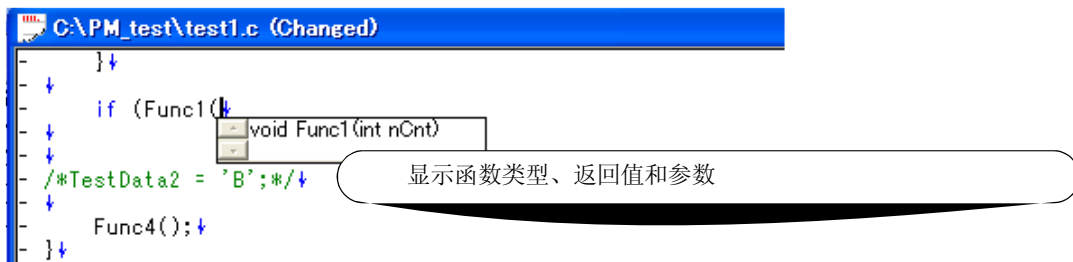 C:\PM_test\test1.c (Changed)
- }↓
- ↓
- if (Func1(↓
- ↓
void Func1(int nCnt)
- ↓
显示函数类型、返回值和参数
- /*TestData2 = 'B';*/↓
- ↓
- Func4();↓
- }↓